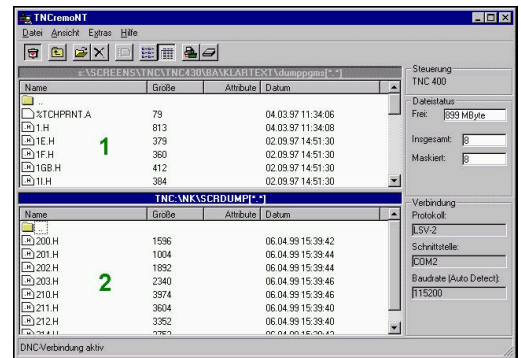 TNCremoNT
Datei Ansicht Extras Hilfe
s:\SCREENS\TNC\TNC430\BA\KLARTEXT\dumppgms[*.*]
Name Größe Attribute Datum
..
%TCHPRNT.A 79 04.03.97 11:34:06
1.H 813 04.03.97 11:34:08
1E.H 379 02.09.97 14:51:30
1F.H 360 02.09.97 14:51:30
1GB.H 412 02.09.97 14:51:30
1I.H 384 02.09.97 14:51:30
1
TNC:\NK\SCRDUMP[*.*]
Name Größe Attribute Datum
..
200.H 1596 06.04.99 15:39:42
201.H 1004 06.04.99 15:39:44
202.H 1892 06.04.99 15:39:44
203.H 2340 06.04.99 15:39:46
210.H 3974 06.04.99 15:39:46
211.H 3604 06.04.99 15:39:40
212.H 3352 06.04.99 15:39:40
2
Steuerung
TNC 400
Dateistatus
Frei: 899 MByte
Insgesamt: 8
Maskiert: 8
Verbindung
Protokoll:
LSV-2
Schnittstelle:
COM2
Baudrate (Auto Detect):
115200
DNC-Verbindung aktiv